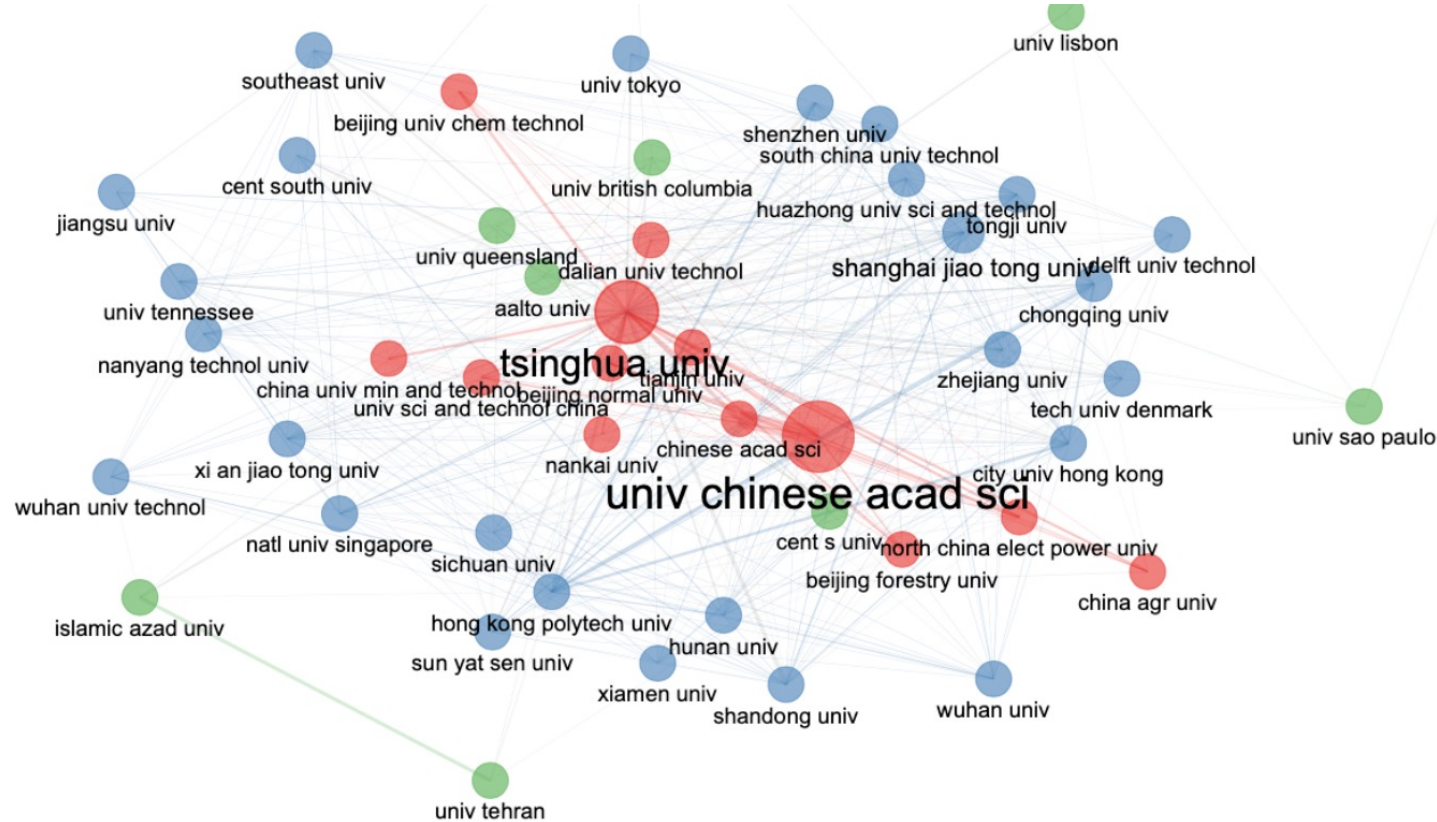 univ lisbon
southeast univ
univ tokyo
beijing univ chem technol
shenzhen univ
south china univ technol
cent south univ
univ british columbia
huazhong univ sci and technol
jiangsu univ
tongji univ
univ queensland
dalian univ technol
shanghai jiao tong univ
delft univ technol
aalto univ
univ tennessee
chongqing univ
tsinghua univ
nanyang technol univ
tianjin univ
zhejiang univ
china univ min and technol
beijing normal univ
univ sci and technol china
tech univ denmark
univ sao paulo
chinese acad sci
nankai univ
xi an jiao tong univ
city univ hong kong
univ chinese acad sci
wuhan univ technol
natl univ singapore
cent s univ
north china elect power univ
sichuan univ
beijing forestry univ
china agr univ
islamic azad univ
hong kong polytech univ
hunan univ
sun yat sen univ
xiamen univ
shandong univ
wuhan univ
univ tehran